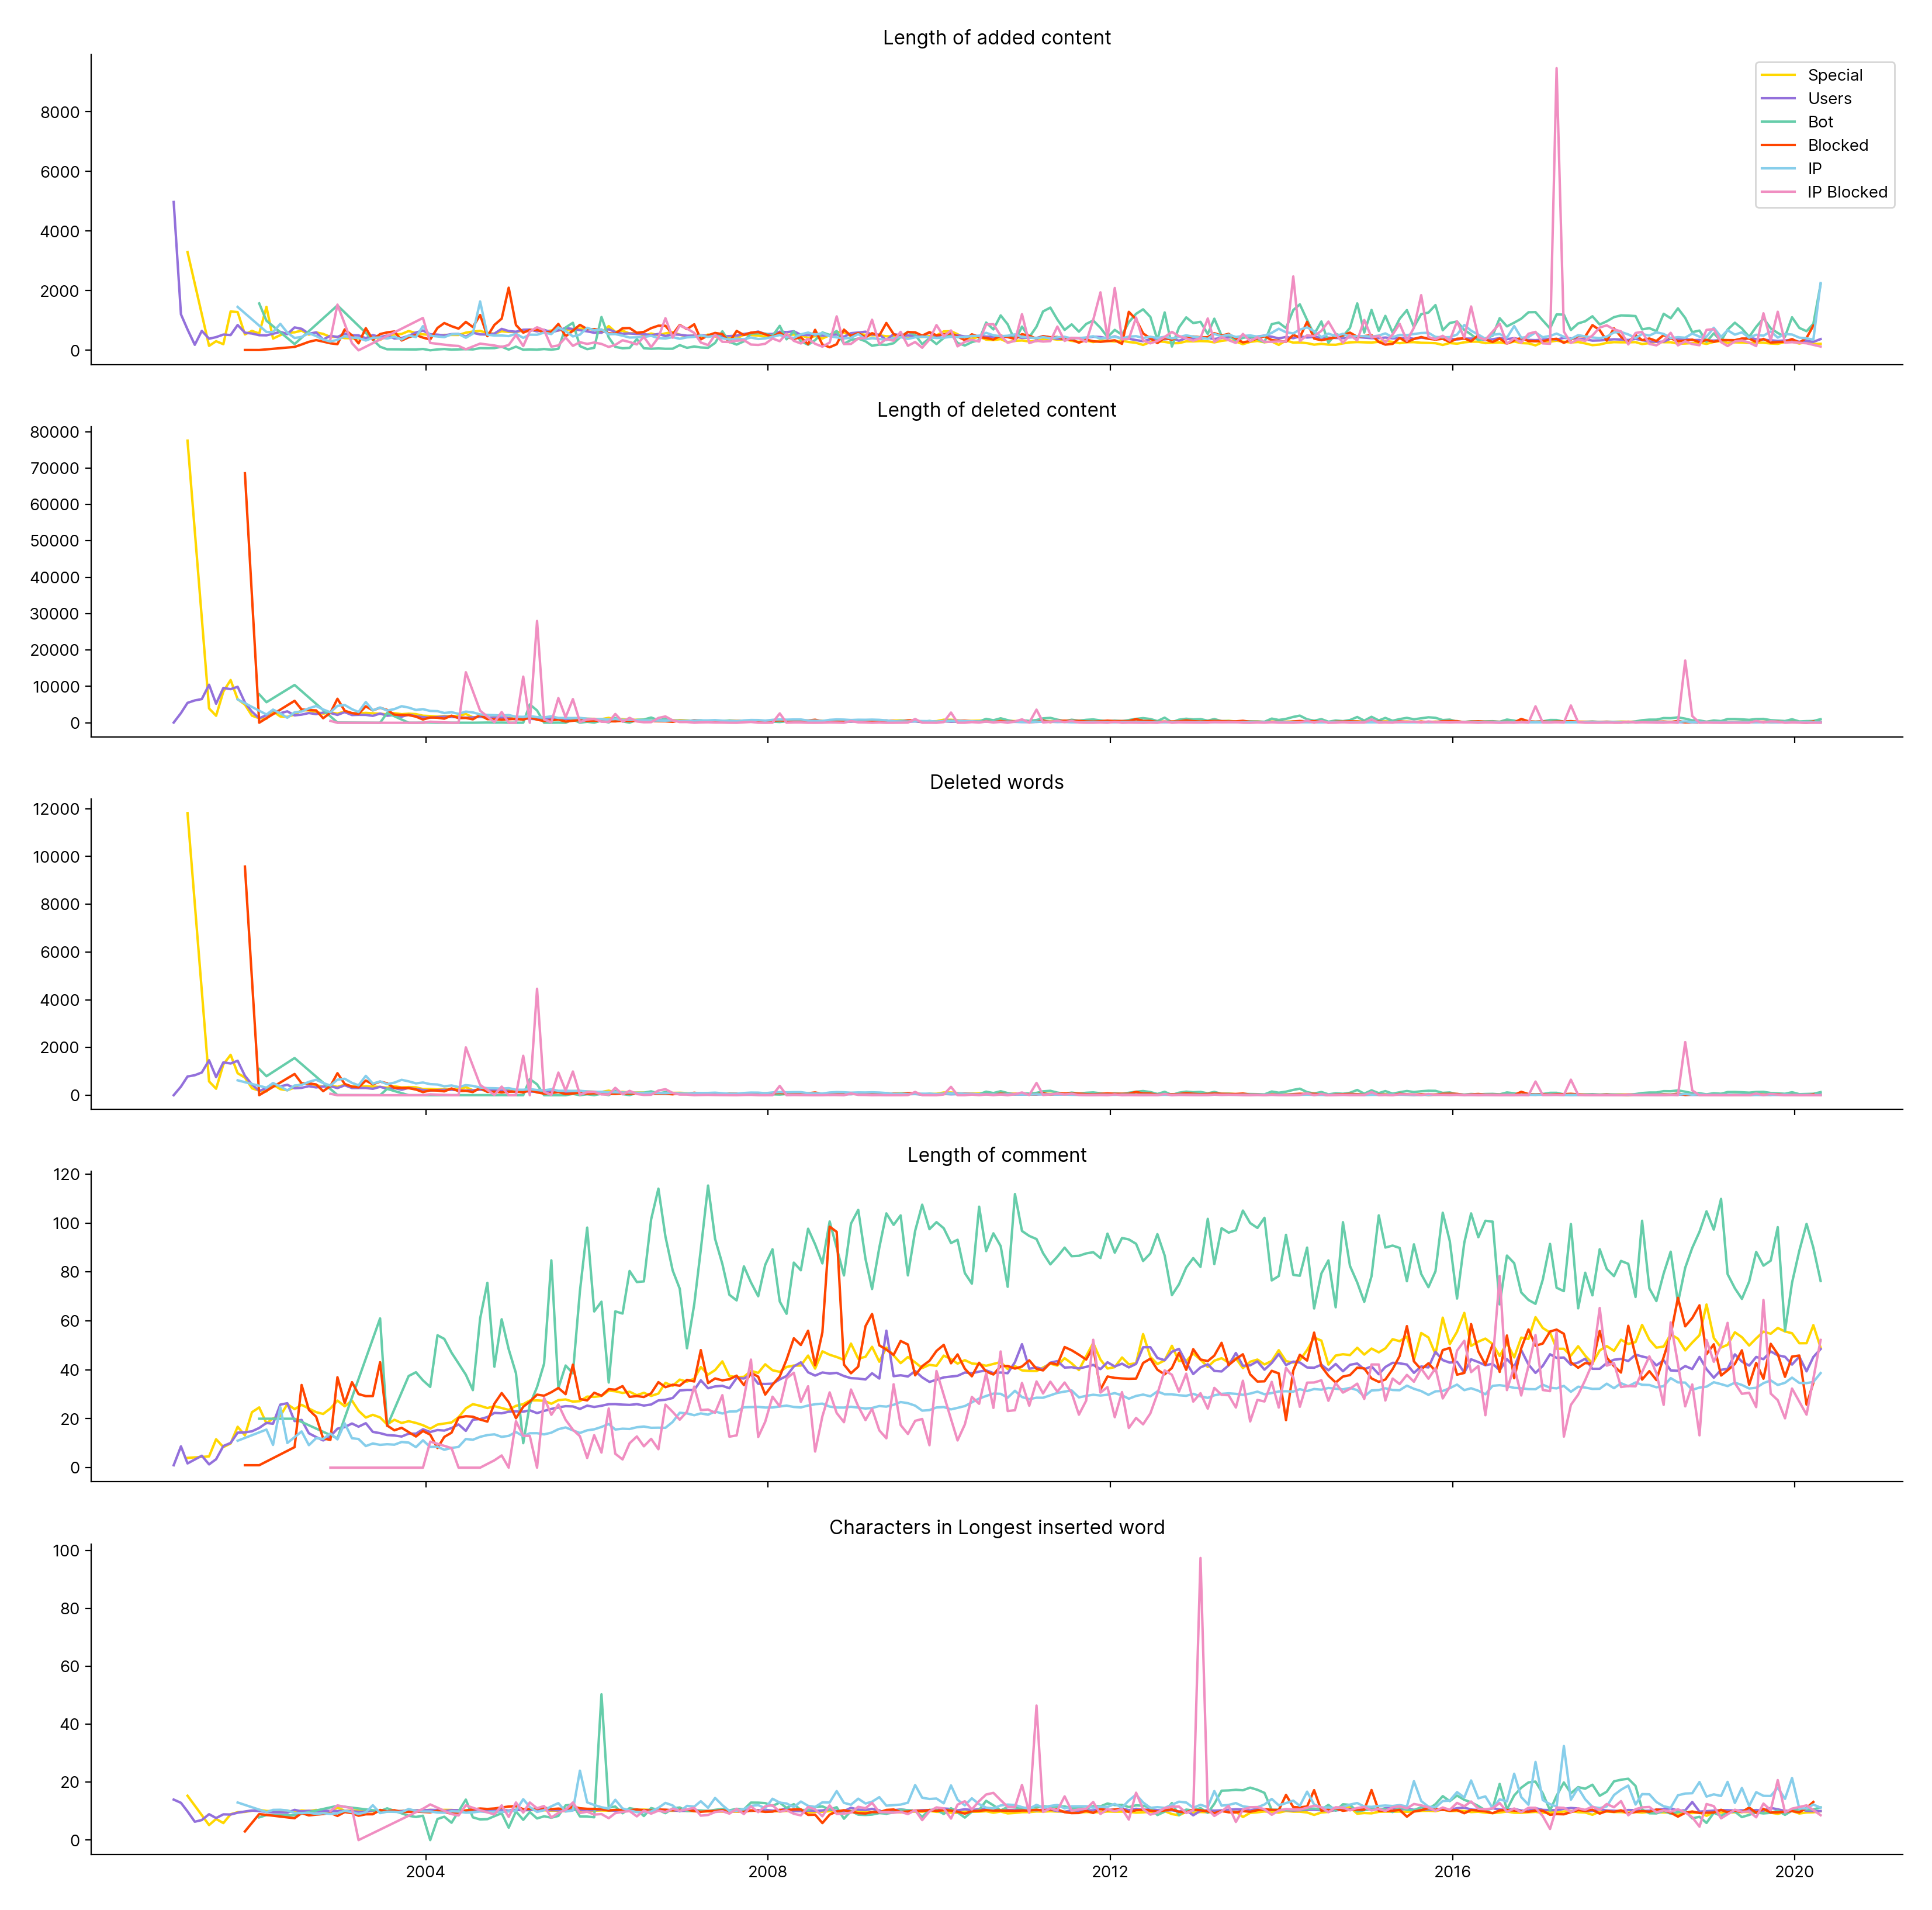 Length of added content
8000
6000
4000
2000
0
Special
Users
Bot
Blocked
IP
IP Blocked
Length of deleted content
80000
70000
60000
50000
40000
30000
20000
10000
0
Deleted words
12000
10000
8000
6000
4000
2000
0
Length of comment
120
100
80
60
40
20
0
Characters in Longest inserted word
100
80
60
40
20
0
2004 2008 2012 2016 2020